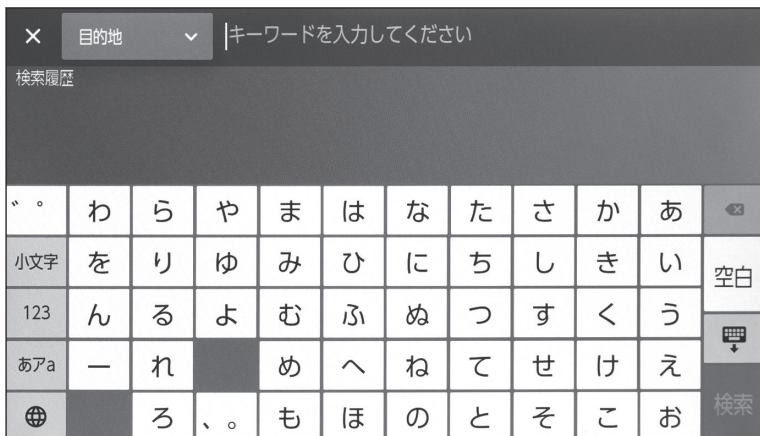 × 目的地 キーワードを入力してください
検索履歴
゛゜ わ ら や ま は な た さ か あ
小文字 を り ゆ み ひ に ち し き い 空白
123 ん る よ む ふ ぬ つ す く う
あアa ー れ め へ ね て せ け え
ろ 、。 も ほ の と そ こ お 検索